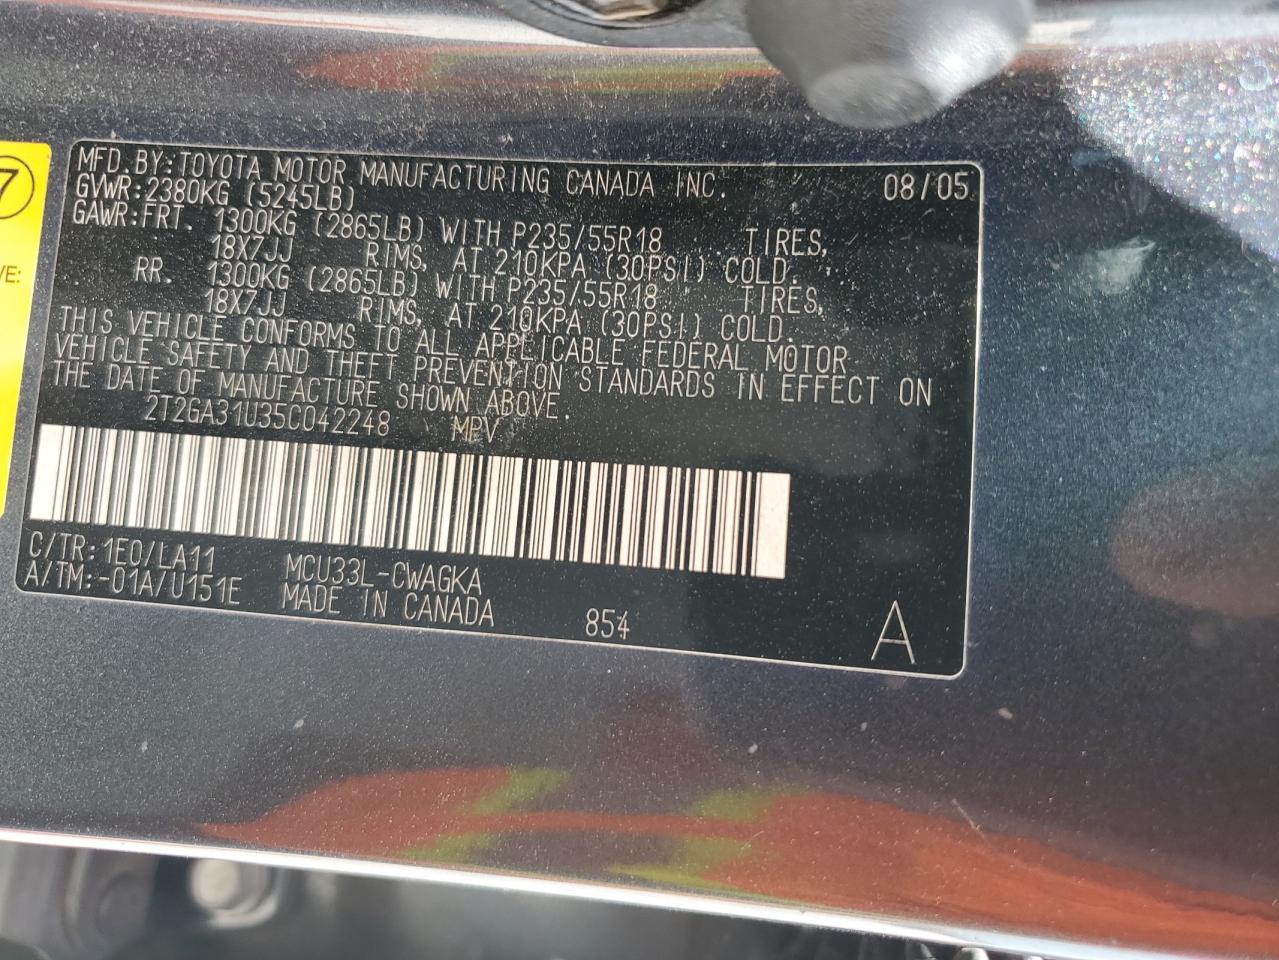 7
VE:
MFD. BY: TOYOTA MOTOR MANUFACTURING CANADA INC. 08/05
GVWR: 2380KG (5245LB)
GAWR: FRT. 1300KG (2865LB) WITH P235/55R18 TIRES,
18X7JJ RIMS, AT 210KPA (30PSI) COLD.
RR. 1300KG (2865LB) WITH P235/55R18 TIRES,
18X7JJ RIMS, AT 210KPA (30PSI) COLD.
THIS VEHICLE CONFORMS TO ALL APPLICABLE FEDERAL MOTOR
VEHICLE SAFETY AND THEFT PREVENTION STANDARDS IN EFFECT ON
THE DATE OF MANUFACTURE SHOWN ABOVE.
2T2GA31U35C042248 MPV
C/TR: 1E0/LA11 MCU33L-CWAGKA
A/TM: -01A/U151E MADE IN CANADA 854 A